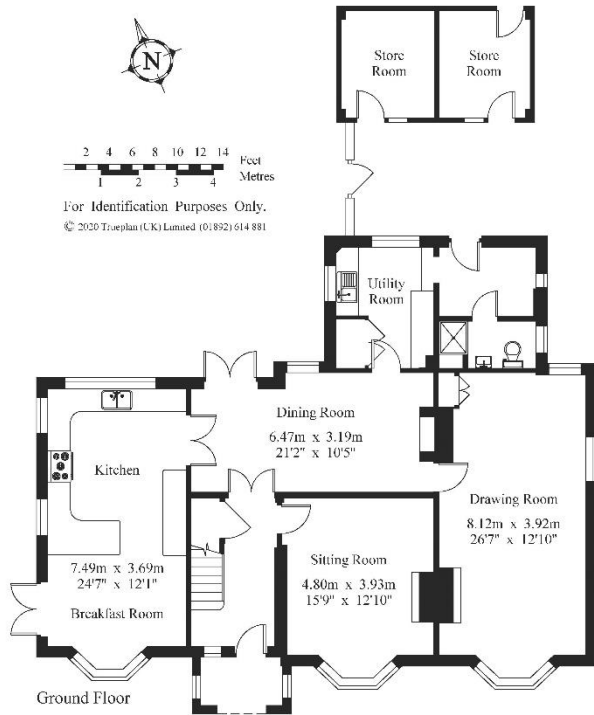 Store
Room
Store
Room
N
2 4 6 8 10 12 14
Feet
Metres
1 2 3 4
For Identification Purposes Only.
© 2020 Trueplan (UK) Limited (01892) 614 881
Utility
Room
Dining Room
6.47m x 3.19m
21'2" x 10'5"
Kitchen
Drawing Room
8.12m x 3.92m
26'7" x 12'10"
Sitting Room
4.80m x 3.93m
15'9" x 12'10"
7.49m x 3.69m
24'7" x 12'1"
Breakfast Room
Ground Floor